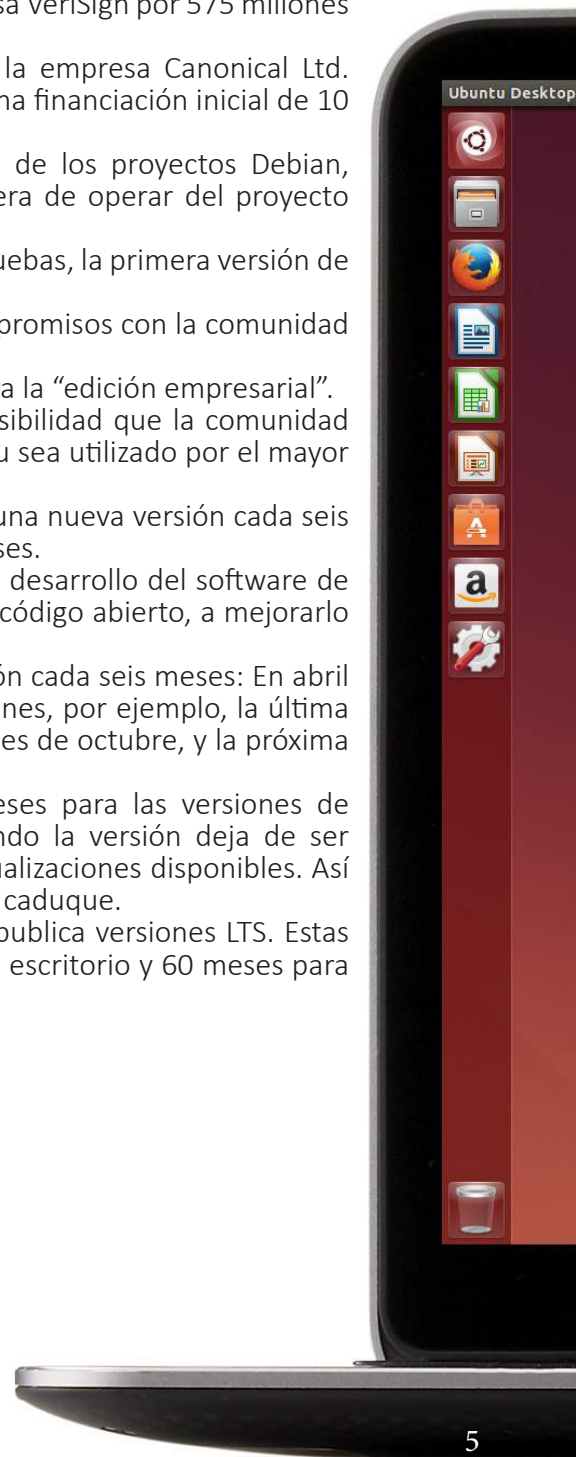 sa VeriSign por 575 millones
la empresa Canonical Ltd.
na financiación inicial de 10
de los proyectos Debian,
era de operar del proyecto
uebas, la primera versión de
promisos con la comunidad
a la “edición empresarial”.
sibilidad que la comunidad
u sea utilizado por el mayor
una nueva versión cada seis
ses.
desarrollo del software de
código abierto, a mejorarlo
ón cada seis meses: En abril
nes, por ejemplo, la última
es de octubre, y la próxima
eses para las versiones de
ndo la versión deja de ser
ualizaciones disponibles. Así
caduque.
publica versiones LTS. Estas
escritorio y 60 meses para
Ubuntu Desktop
a
5